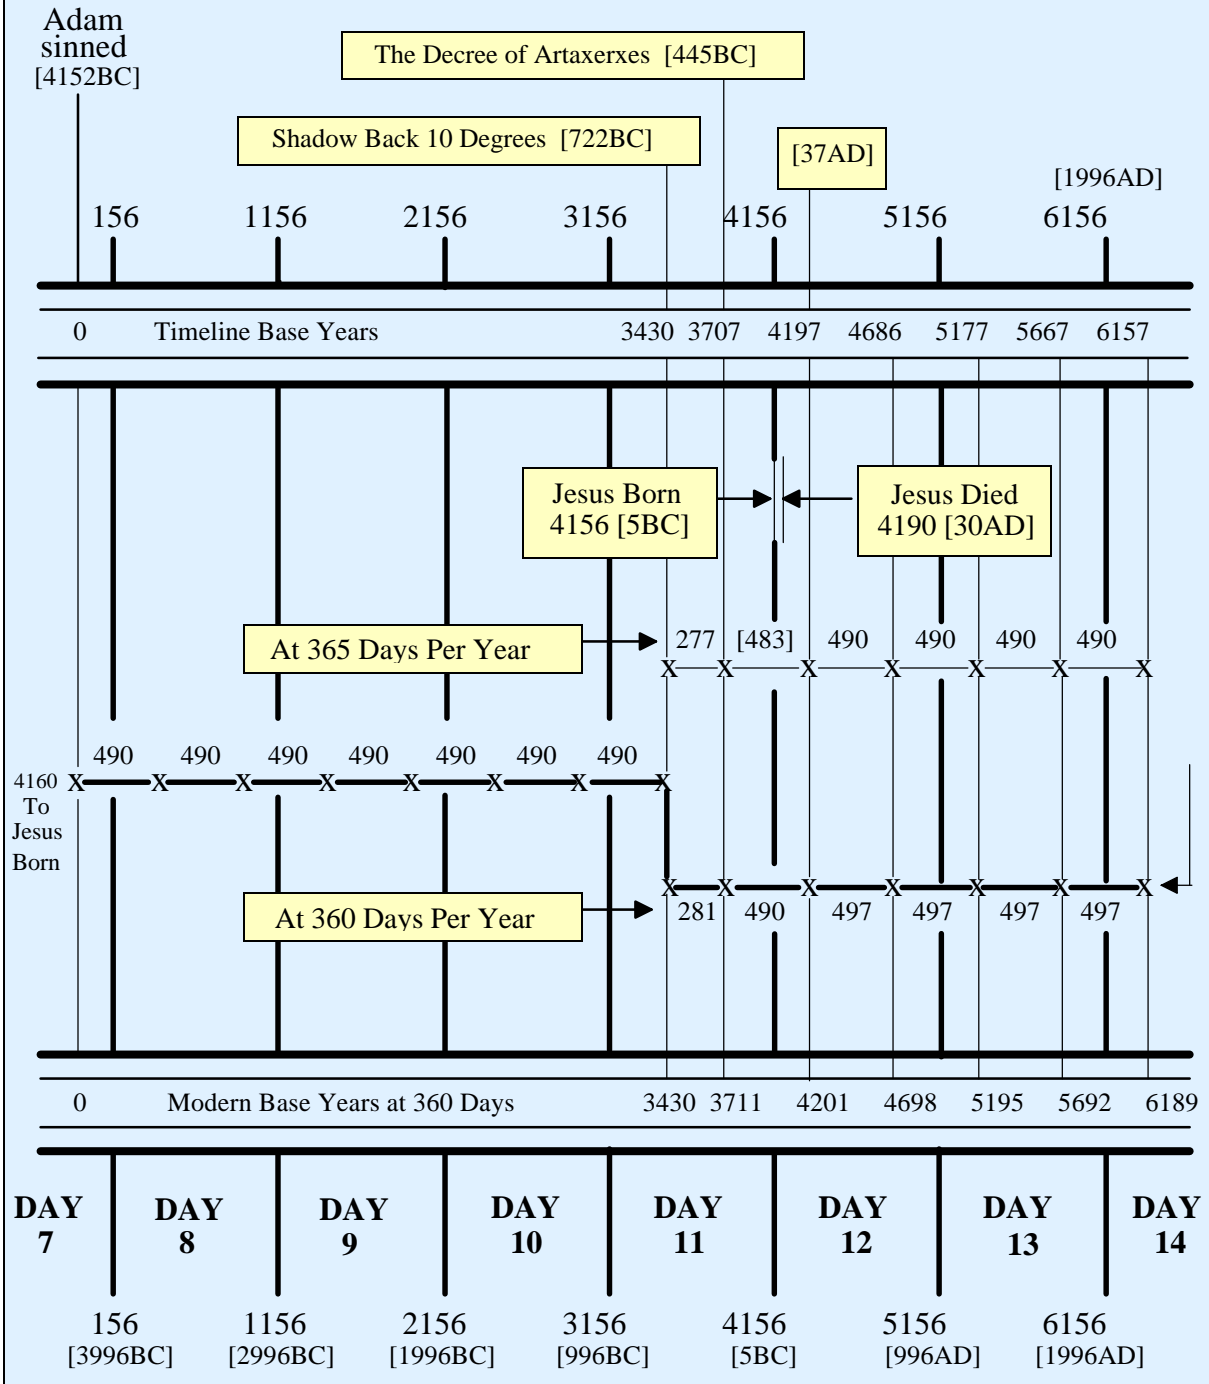 Adam
sinned
[4152BC]
The Decree of Artaxerxes [445BC]
Shadow Back 10 Degrees [722BC]
[37AD]
[1996AD]
156 1156 2156 3156 4156 5156 6156
0 Timeline Base Years 3430 3707 4197 4686 5177 5667 6157
Jesus Born
4156 [5BC]
Jesus Died
4190 [30AD]
At 365 Days Per Year
277 [483] 490 490 490 490
X X X X X X X
490 490 490 490 490 490 490
4160 X X X X X X X X
To
Jesus
Born
X X X X X X X
At 360 Days Per Year
281 490 497 497 497 497
0 Modern Base Years at 360 Days 3430 3711 4201 4698 5195 5692 6189
DAY DAY DAY DAY DAY DAY DAY DAY
7 8 9 10 11 12 13 14
156 1156 2156 3156 4156 5156 6156
[3996BC] [2996BC] [1996BC] [996BC] [5BC] [996AD] [1996AD]